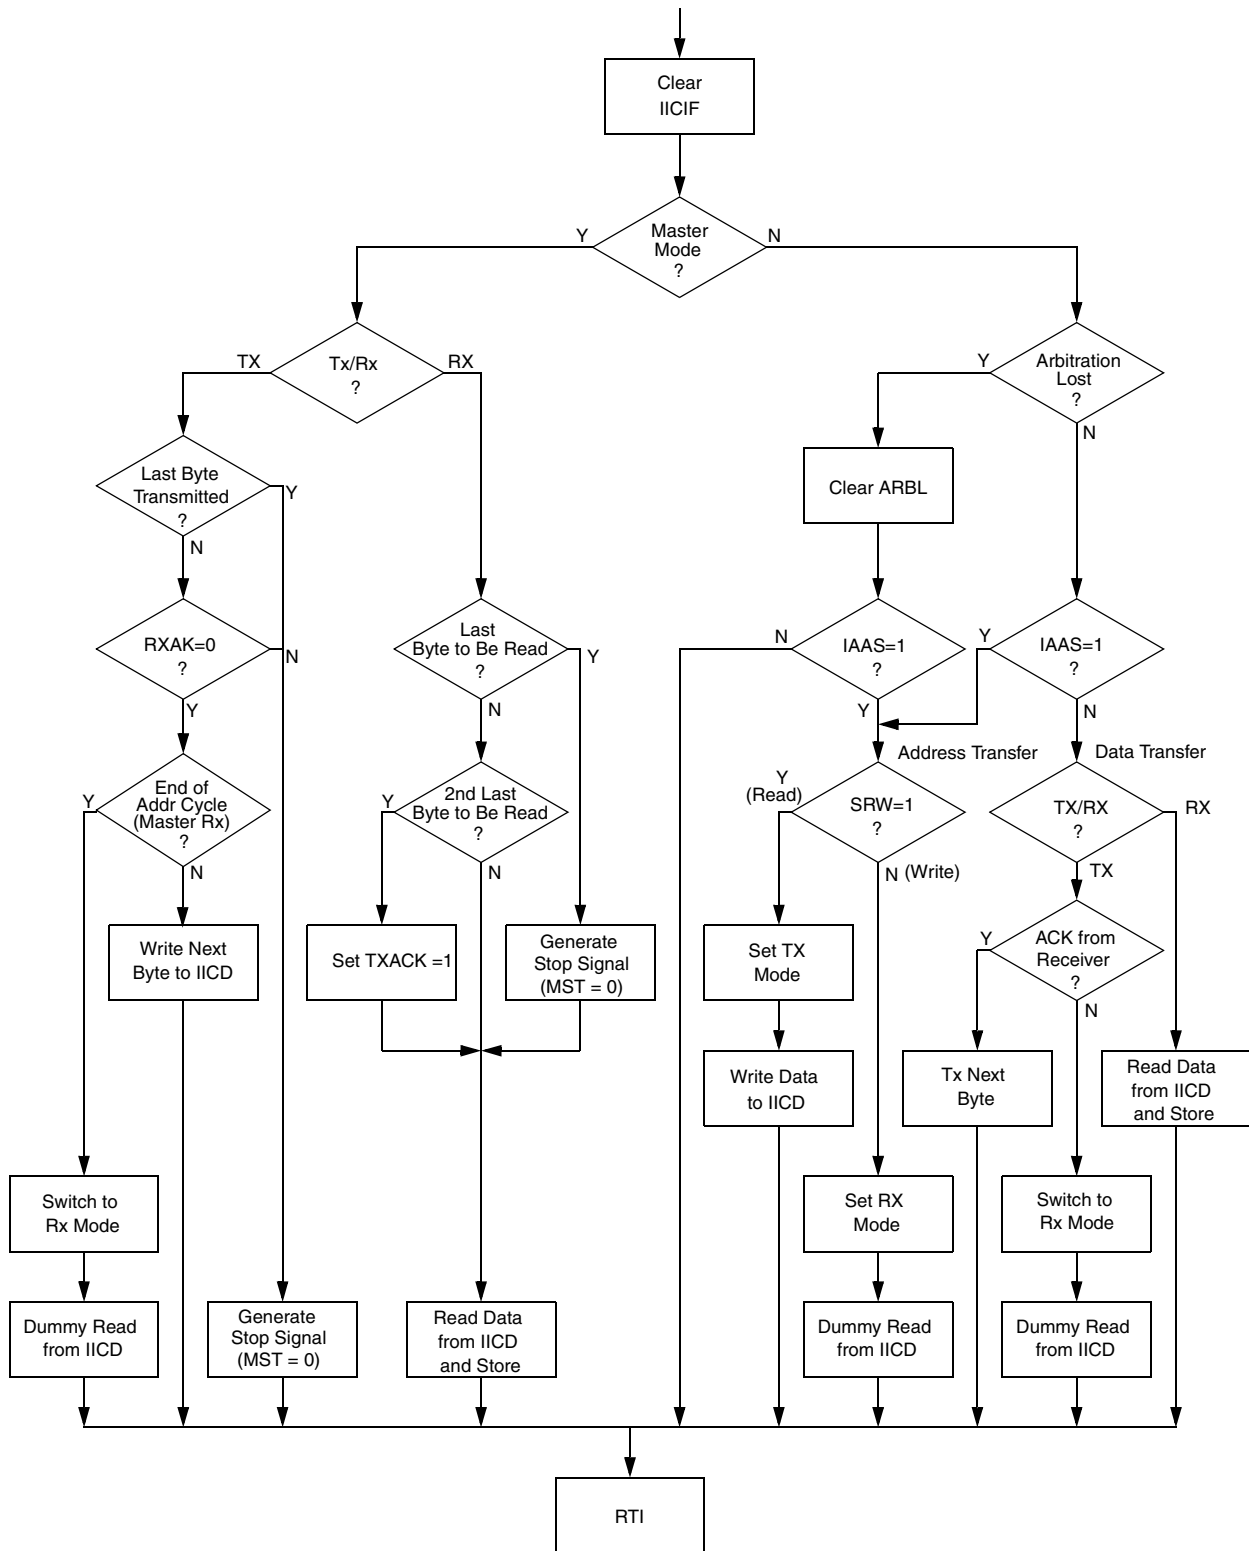 Clear
IICIF
Master
Mode
?
Y
N
Tx/Rx
?
TX
RX
Arbitration
Lost
?
Y
N
Last Byte
Transmitted
?
Y
N
Clear ARBL
RXAK=0
?
N
Y
Last
Byte to Be Read
?
Y
N
IAAS=1
?
N
Y
IAAS=1
?
Y
N
Address Transfer
Data Transfer
End of
Addr Cycle
(Master Rx)
?
Y
N
2nd Last
Byte to Be Read
?
Y
N
Y
(Read)
SRW=1
?
N (Write)
TX/RX
?
RX
TX
Write Next
Byte to IICD
Set TXACK =1
Generate
Stop Signal
(MST = 0)
Set TX
Mode
ACK from
Receiver
?
Y
N
Write Data
to IICD
Tx Next
Byte
Read Data
from IICD
and Store
Switch to
Rx Mode
Set RX
Mode
Switch to
Rx Mode
Dummy Read
from IICD
Generate
Stop Signal
(MST = 0)
Read Data
from IICD
and Store
Dummy Read
from IICD
Dummy Read
from IICD
RTI